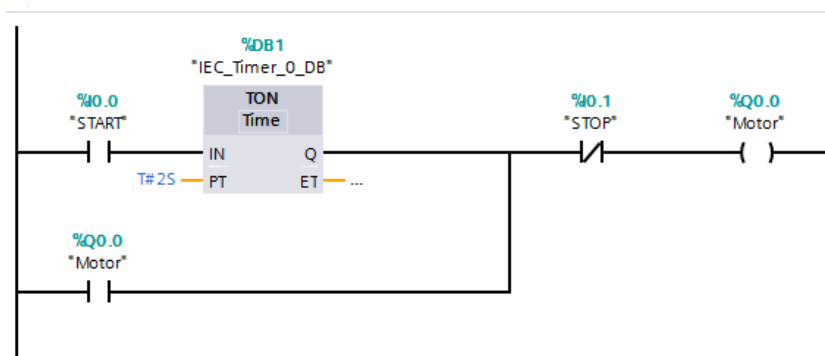 %DB1
"IEC_Timer_0_DB"
%I0.0
"START"
TON
Time
%I0.1
"STOP"
%Q0.0
"Motor"
IN
Q
T#2S
PT
ET
...
%Q0.0
"Motor"